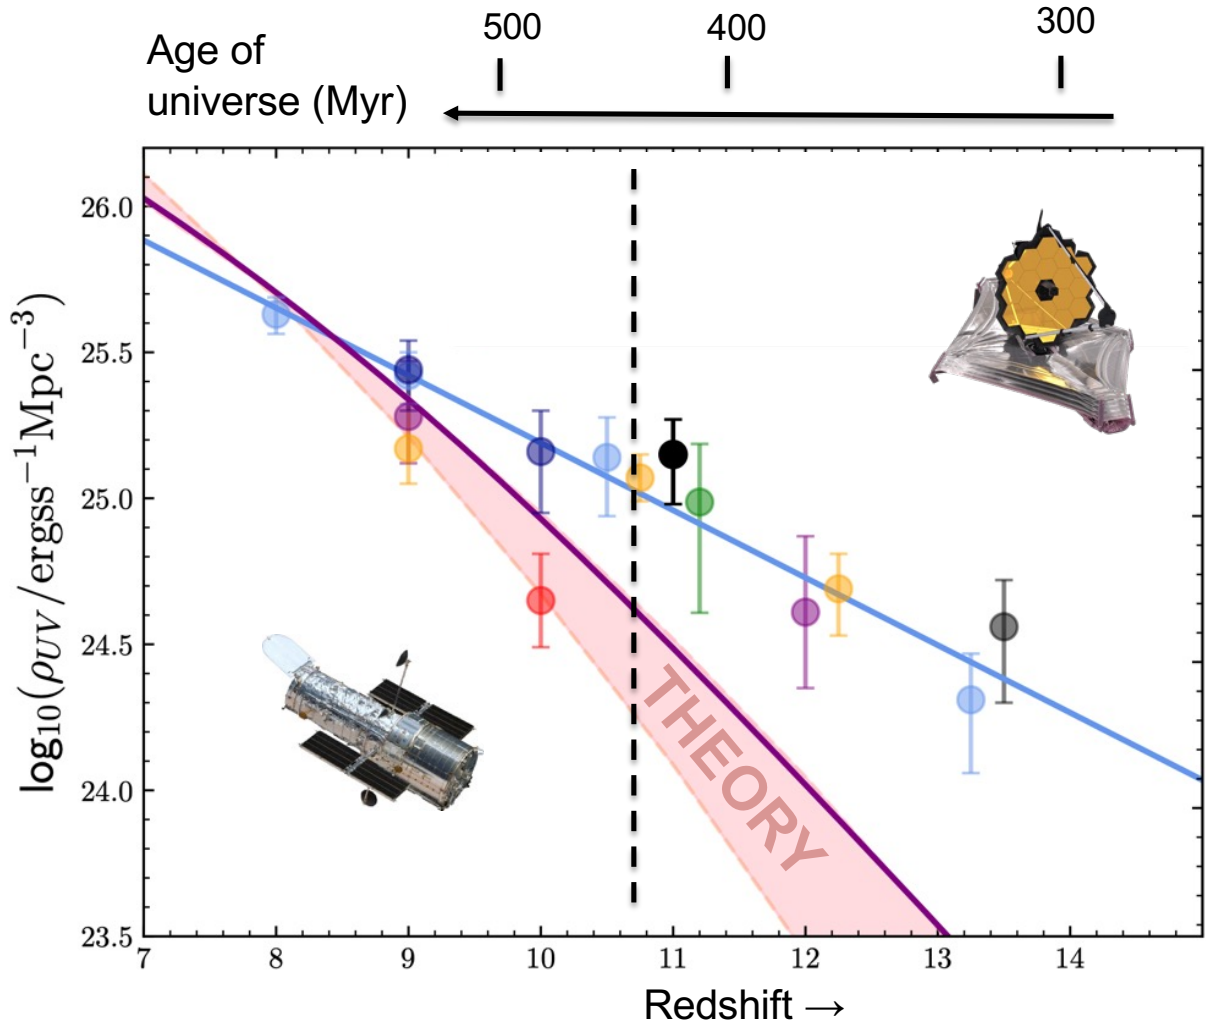 500
400
300
Age of
universe (Myr)
log10(ρUV/ergss−1Mpc−3)
26.0
25.5
25.0
24.5
24.0
23.5
THEORY
7 8 9 10 11 12 13 14
Redshift →